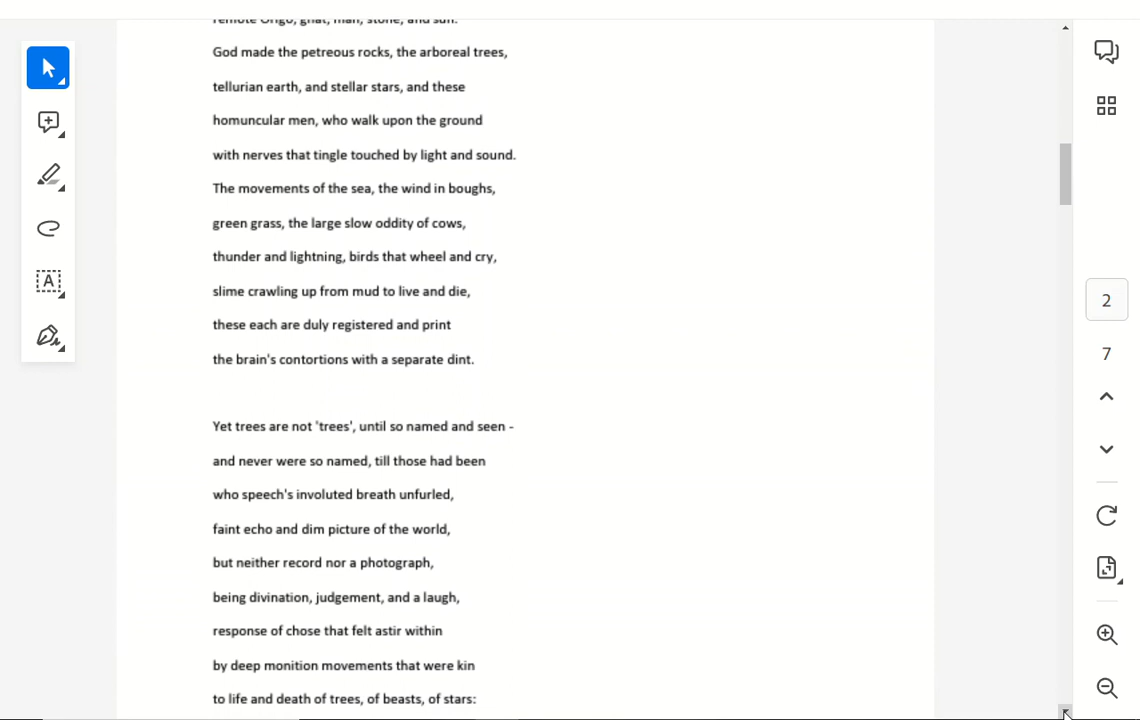 remote Origo, gnat, man, stone, and sun.
God made the petreous rocks, the arboreal trees,
tellurian earth, and stellar stars, and these
homuncular men, who walk upon the ground
with nerves that tingle touched by light and sound.
The movements of the sea, the wind in boughs,
green grass, the large slow oddity of cows,
thunder and lightning, birds that wheel and cry,
slime crawling up from mud to live and die,
these each are duly registered and print
the brain's contortions with a separate dint.
Yet trees are not 'trees', until so named and seen -
and never were so named, till those had been
who speech's involuted breath unfurled,
faint echo and dim picture of the world,
but neither record nor a photograph,
being divination, judgement, and a laugh,
response of chose that felt astir within
by deep monition movements that were kin
to life and death of trees, of beasts, of stars:
A
2
7